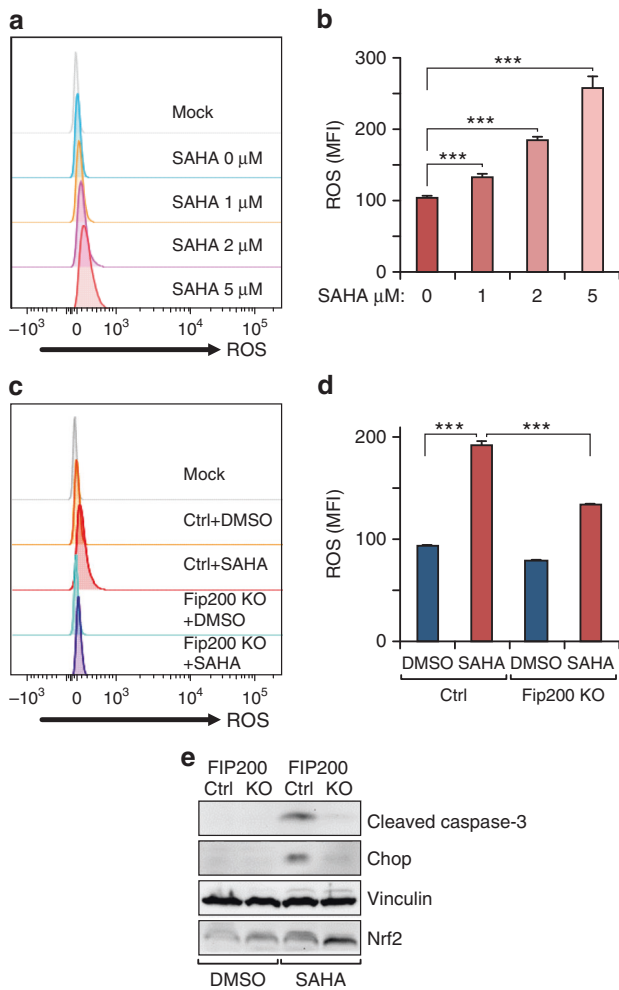 a
Mock
SAHA 0 μM
SAHA 1 μM
SAHA 2 μM
SAHA 5 μM
–10³ 0 10³ 10⁴ 10⁵
ROS
b
ROS (MFI)
300
200
100
0
*** 
***
***
SAHA μM: 0 1 2 5
c
Mock
Ctrl+DMSO
Ctrl+SAHA
Fip200 KO
+DMSO
Fip200 KO
+SAHA
–10³ 0 10³ 10⁴ 10⁵
ROS
d
ROS (MFI)
200
100
0
*** ***
DMSO SAHA DMSO SAHA
Ctrl Fip200 KO
e
FIP200 FIP200
Ctrl KO Ctrl KO
Cleaved caspase-3
Chop
Vinculin
Nrf2
DMSO SAHA